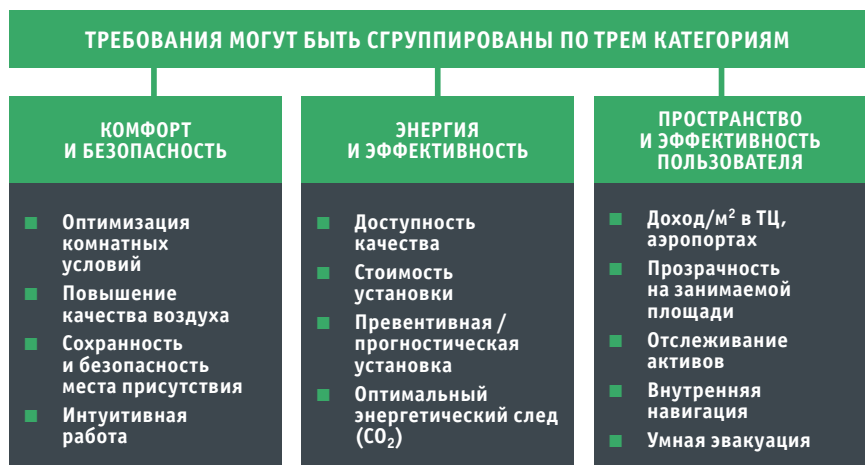 ТРЕБОВАНИЯ МОГУТ БЫТЬ СГРУППИРОВАНЫ ПО ТРЕМ КАТЕГОРИЯМ
КОМФОРТ
И БЕЗОПАСНОСТЬ
Оптимизация
комнатных
условий
Повышение
качества воздуха
Сохранность
и безопасность
места присутствия
Интуитивная
работа
ЭНЕРГИЯ
И ЭФФЕКТИВНОСТЬ
Доступность
качества
Стоимость
установки
Превентивная /
прогностическая
установка
Оптимальный
энергетический след
(CO₂)
ПРОСТРАНСТВО
И ЭФФЕКТИВНОСТЬ
ПОЛЬЗОВАТЕЛЯ
Доход/м² в ТЦ,
аэропортах
Прозрачность
на занимаемой
площади
Отслеживание
активов
Внутренняя
навигация
Умная эвакуация